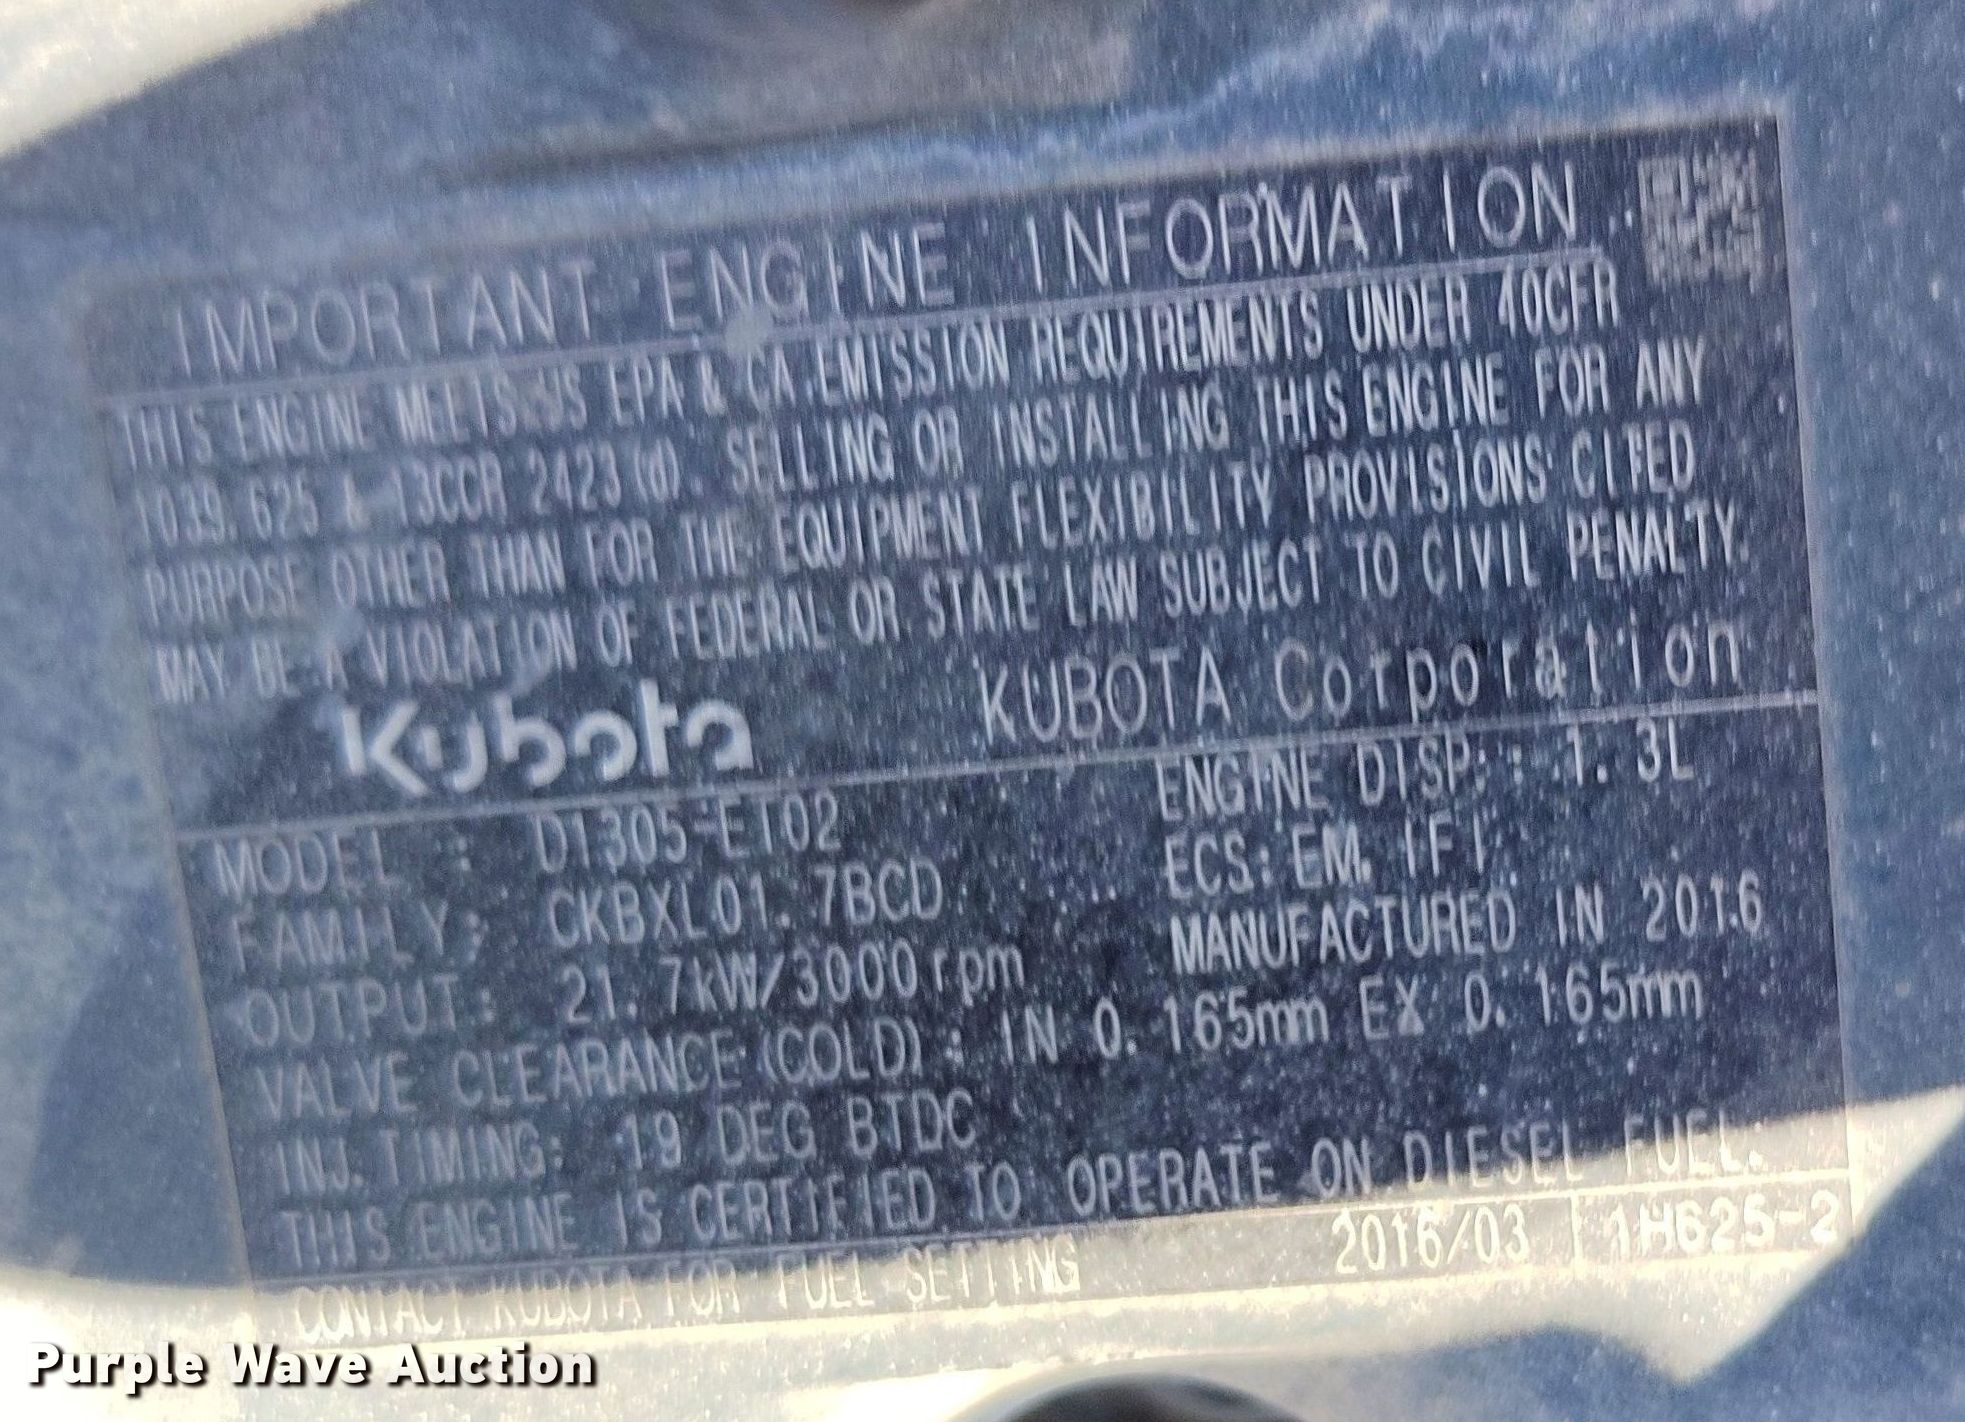 IMPORTANT ENGINE INFORMATION
THIS ENGINE MEETS US EPA & CA EMISSION REQUIREMENTS UNDER 40CFR
1039.625 & 13CCR 2423(d). SELLING OR INSTALLING THIS ENGINE FOR ANY
PURPOSE OTHER THAN FOR THE EQUIPMENT FLEXIBILITY PROVISIONS CITED
MAY BE A VIOLATION OF FEDERAL OR STATE LAW SUBJECT TO CIVIL PENALTY.
Kubota KUBOTA Corporation
MODEL : D1305-ET02 ENGINE DISP. : 1.3L
FAMILY: CKBXL01.7BCD ECS: EM, IFI
OUTPUT: 21.7kW/3000rpm MANUFACTURED IN 2016
VALVE CLEARANCE (COLD) : IN 0.165mm EX 0.165mm
INJ. TIMING: 19 DEG BTDC
THIS ENGINE IS CERTIFIED TO OPERATE ON DIESEL FUEL.
CONTACT KUBOTA FOR FUEL SETTING 2016/03 1H625-2
Purple Wave Auction